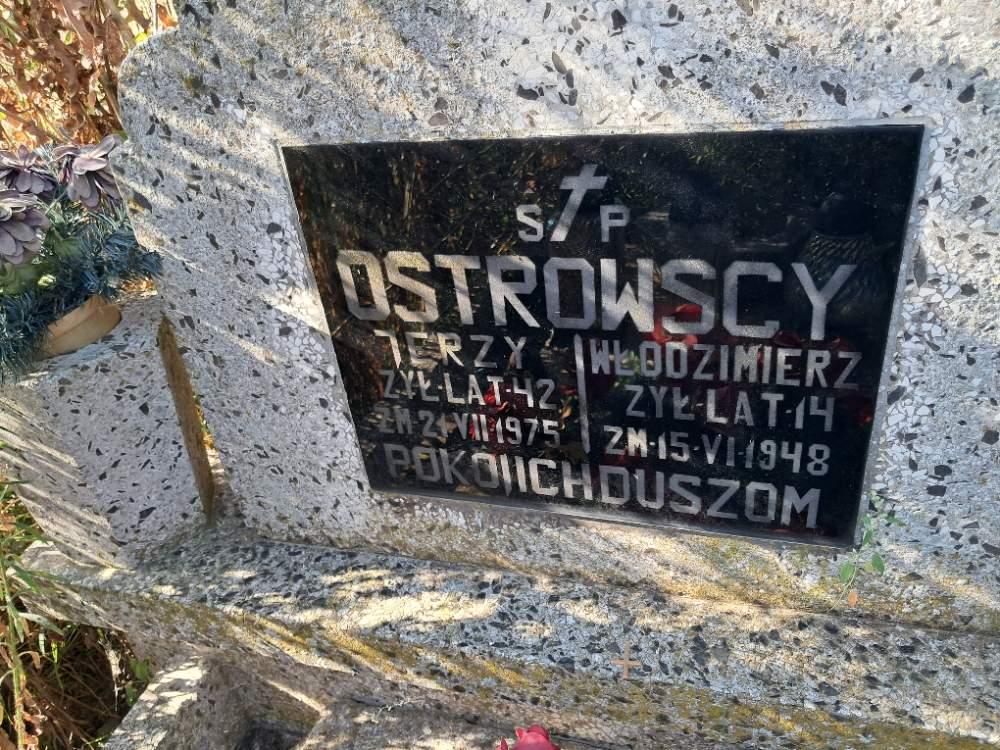 S P
OSTROWSCY
JERZY
ŻYŁ LAT·42
ZM 21·VII 1975
WŁODZIMIERZ
ŻYŁ·LAT·14
ZM·15·VI·1948
POKÓJ ICH DUSZOM